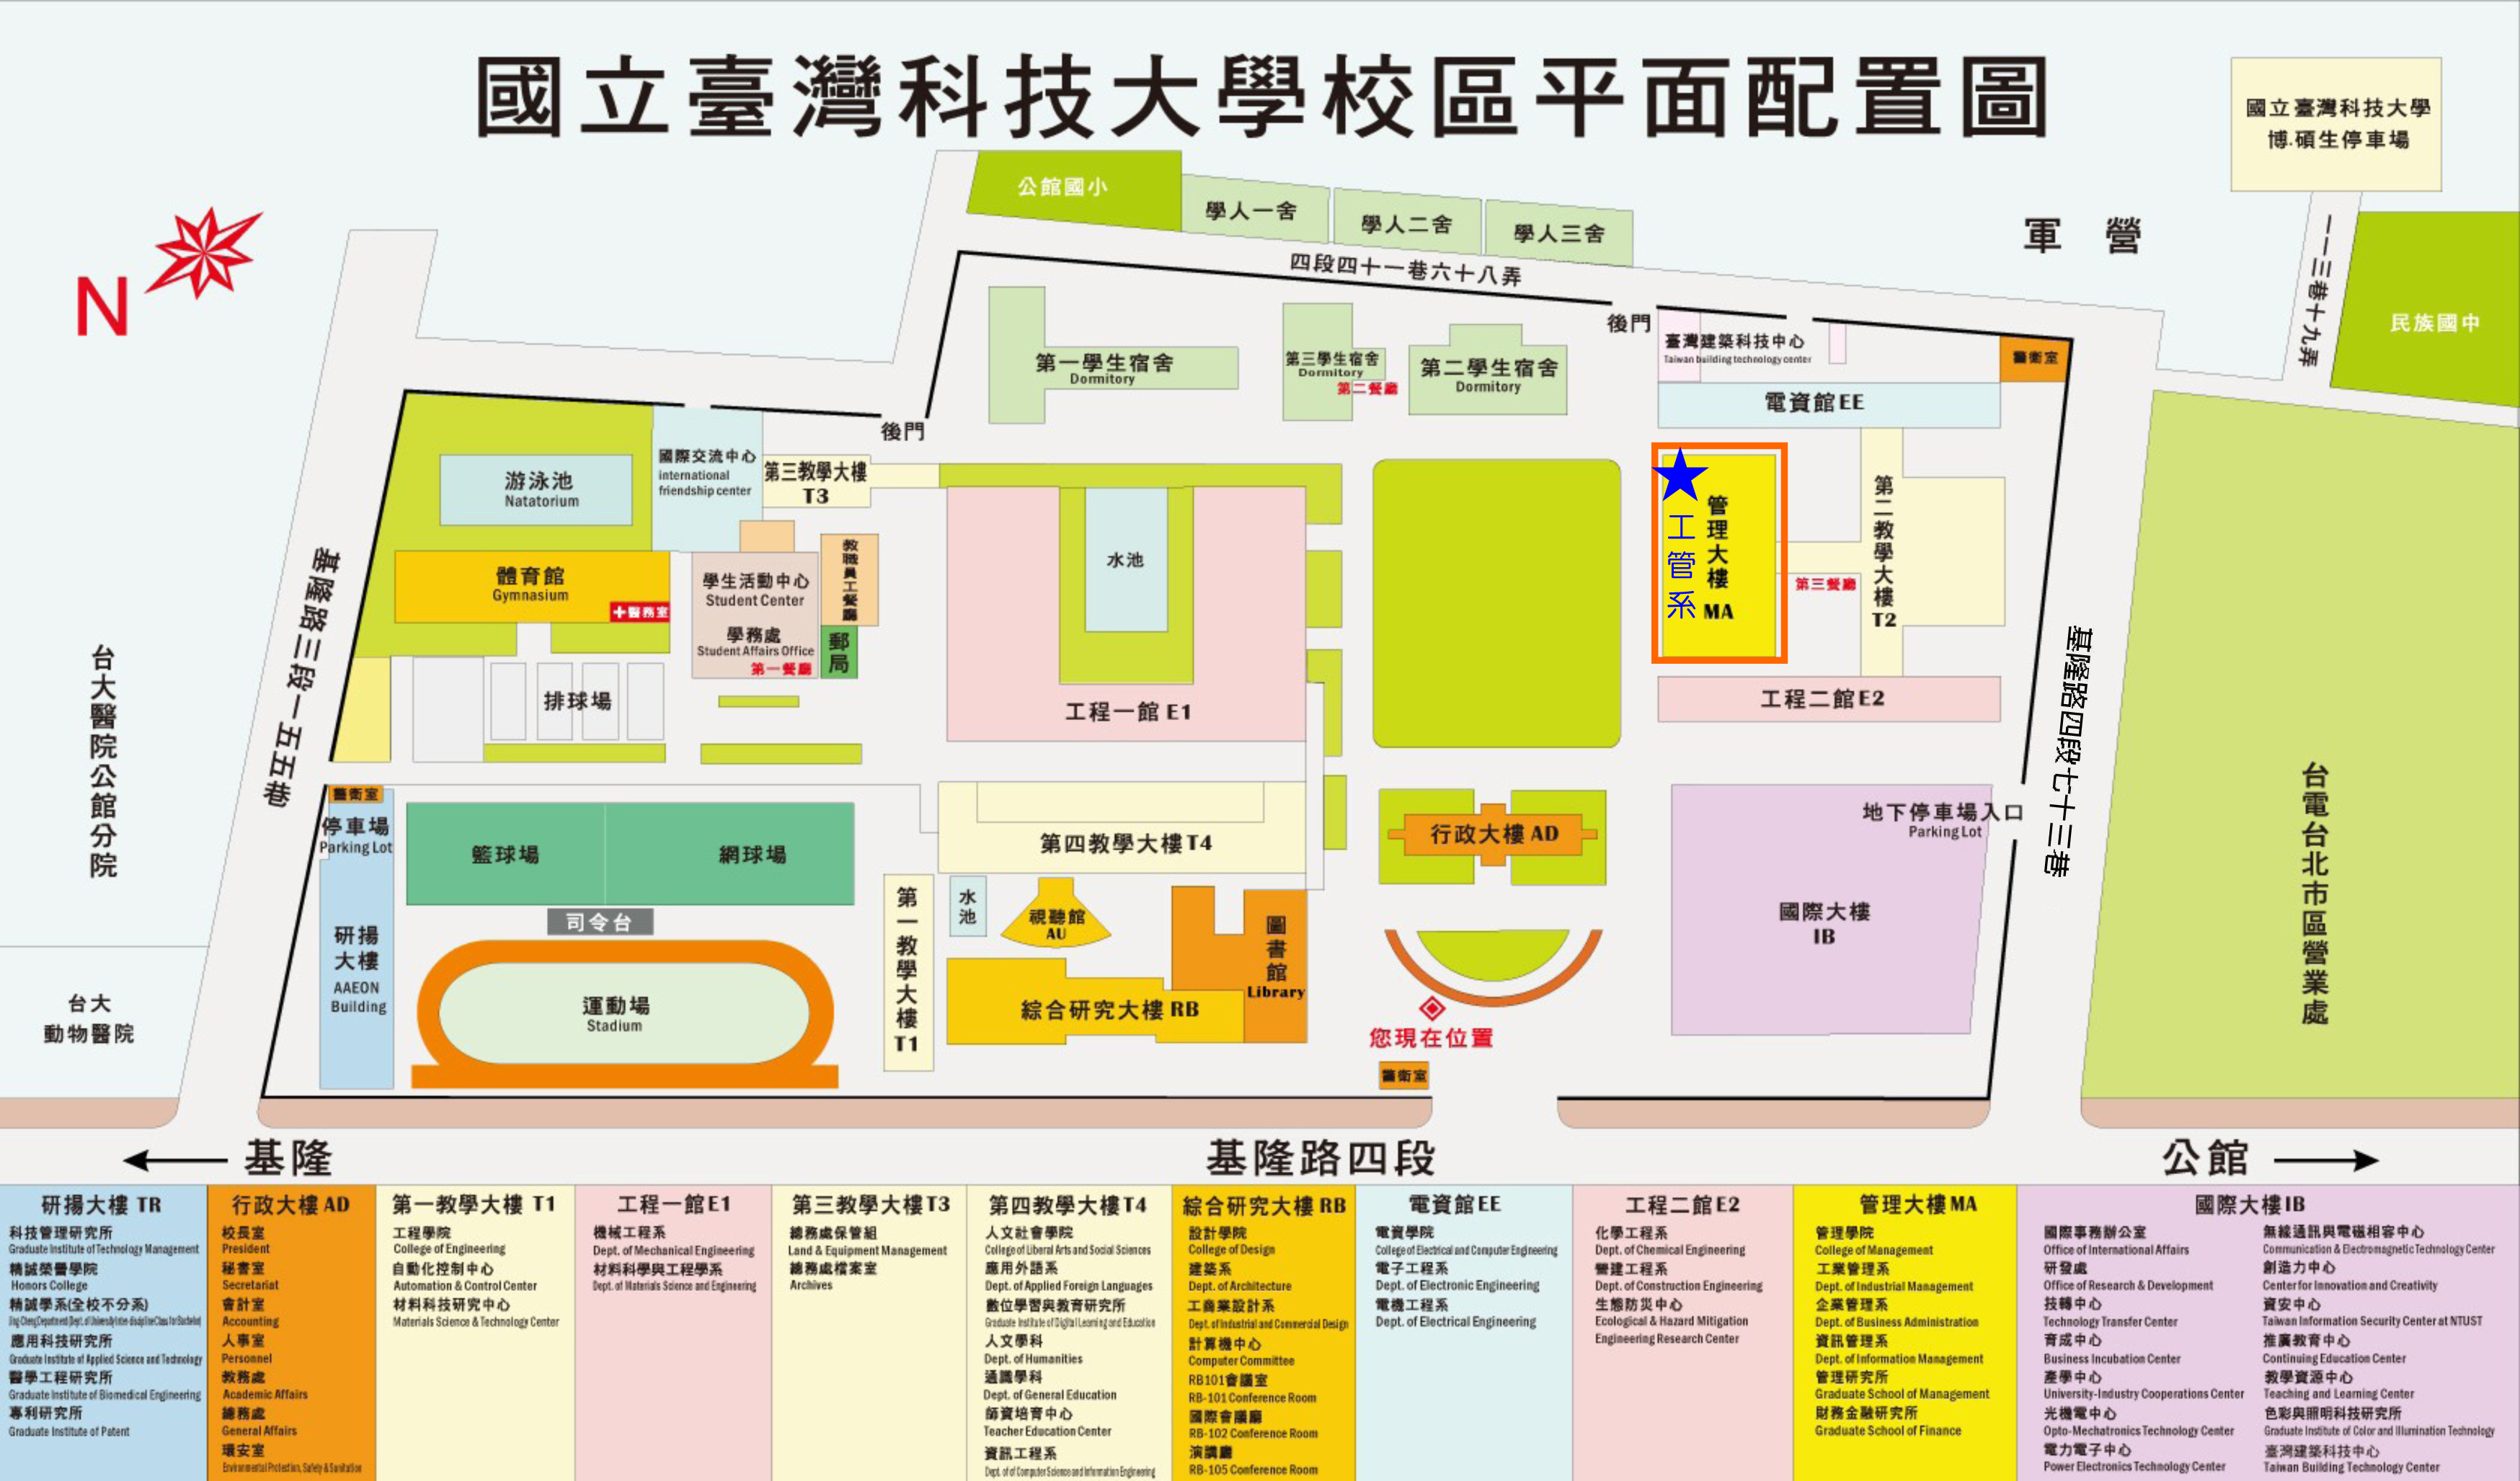 國立臺灣科技大學校區平面配置圖
國立臺灣科技大學
博.碩生停車場
公館國小
學人一舍
學人二舍
學人三舍
軍營
一一三巷十九弄
民族國中
N
四段四十一巷六十八弄
後門
臺灣建築科技中心
Taiwan building technology center
警衛室
第一學生宿舍
Dormitory
第三學生宿舍
Dormitory
第二餐廳
第二學生宿舍
Dormitory
電資館EE
後門
游泳池
Natatorium
國際交流中心
international
friendship center
第三教學大樓
T3
體育館
Gymnasium
醫務室
學生活動中心
Student Center
學務處
Student Affairs Office
第一餐廳
教職員工餐廳
郵局
水池
工程一館 E1
工管系
管理大樓
MA
第三餐廳
第二教學大樓
T2
工程二館E2
基隆路三段一五五巷
基隆路四段七十三巷
台大醫院公館分院
排球場
警衛室
停車場
Parking Lot
籃球場
網球場
第四教學大樓T4
行政大樓 AD
地下停車場入口
Parking Lot
台電台北市區營業處
司令台
研揚
大樓
AAEON
Building
運動場
Stadium
第一教學大樓
T1
水池
視聽館
AU
圖書館
Library
綜合研究大樓 RB
國際大樓
IB
台大
動物醫院
您現在位置
警衛室
基隆
基隆路四段
公館
研揚大樓 TR
科技管理研究所
Graduate Institute of Technology Management
精誠榮譽學院
Honors College
精誠學系(全校不分系)
應用科技研究所
Graduate Institute of Applied Science and Technology
醫學工程研究所
Graduate Institute of Biomedical Engineering
專利研究所
Graduate Institute of Patent
行政大樓 AD
校長室
President
秘書室
Secretariat
會計室
Accounting
人事室
Personnel
教務處
Academic Affairs
總務處
General Affairs
環安室
Environmental Protection, Safety & Sanitation
第一教學大樓 T1
工程學院
College of Engineering
自動化控制中心
Automation & Control Center
材料科技研究中心
Materials Science & Technology Center
工程一館E1
機械工程系
Dept. of Mechanical Engineering
材料科學與工程學系
Dept. of Materials Science and Engineering
第三教學大樓T3
總務處保管組
Land & Equipment Management
總務處檔案室
Archives
第四教學大樓T4
人文社會學院
College of Liberal Arts and Social Sciences
應用外語系
Dept. of Applied Foreign Languages
數位學習與教育研究所
Graduate Institute of Digital Learning and Education
人文學科
Dept. of Humanities
通識學科
Dept. of General Education
師資培育中心
Teacher Education Center
資訊工程系
Dept. of of Computer Science and Information Engineering
綜合研究大樓 RB
設計學院
College of Design
建築系
Dept. of Architecture
工商業設計系
Dept. of Industrial and Commercial Design
計算機中心
Computer Committee
RB101會議室
RB-101 Conference Room
國際會議廳
RB-102 Conference Room
演講廳
RB-105 Conference Room
電資館EE
電資學院
College of Electrical and Computer Engineering
電子工程系
Dept. of Electronic Engineering
電機工程系
Dept. of Electrical Engineering
工程二館E2
化學工程系
Dept. of Chemical Engineering
營建工程系
Dept. of Construction Engineering
生態防災中心
Ecological & Hazard Mitigation
Engineering Research Center
管理大樓MA
管理學院
College of Management
工業管理系
Dept. of Industrial Management
企業管理系
Dept. of Business Administration
資訊管理系
Dept. of Information Management
管理研究所
Graduate School of Management
財務金融研究所
Graduate School of Finance
國際大樓IB
國際事務辦公室
Office of International Affairs
研發處
Office of Research & Development
技轉中心
Technology Transfer Center
育成中心
Business Incubation Center
產學中心
University-Industry Cooperations Center
光機電中心
Opto-Mechatronics Technology Center
電力電子中心
Power Electronics Technology Center
無線通訊與電磁相容中心
Communication & Electromagnetic Technology Center
創造力中心
Center for Innovation and Creativity
資安中心
Taiwan Information Security Center at NTUST
推廣教育中心
Continuing Education Center
教學資源中心
Teaching and Learning Center
色彩與照明科技研究所
Graduate Institute of Color and Illumination Technology
臺灣建築科技中心
Taiwan Building Technology Center